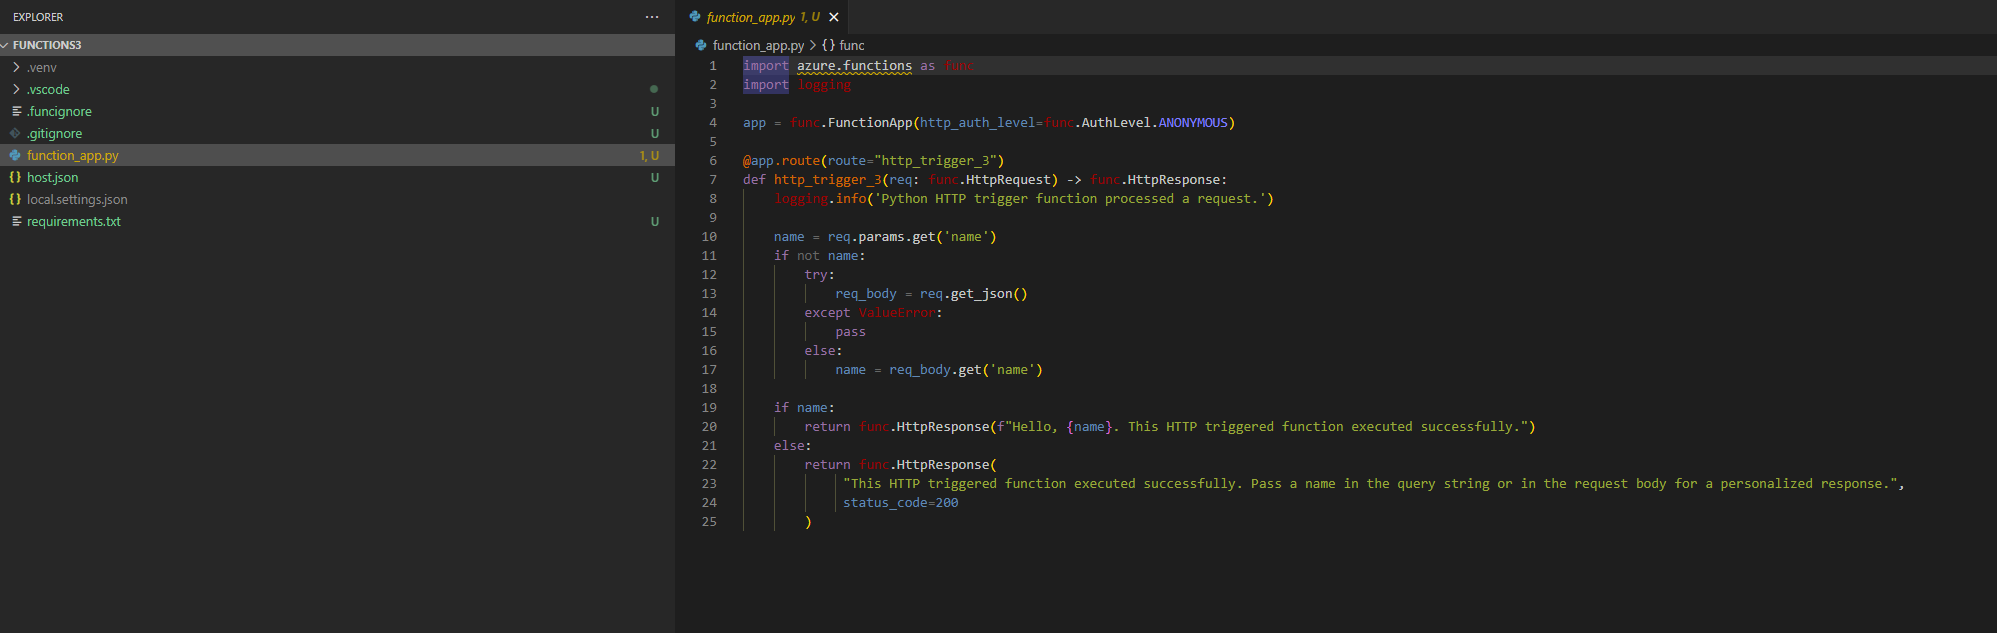 EXPLORER
...
FUNCTIONS3
.venv
.vscode
.funcignore U
.gitignore U
function_app.py 1, U
host.json U
local.settings.json
requirements.txt U
function_app.py 1, U
function_app.py > {} func
1 import azure.functions as func
2 import logging
3
4 app = func.FunctionApp(http_auth_level=func.AuthLevel.ANONYMOUS)
5
6 @app.route(route="http_trigger_3")
7 def http_trigger_3(req: func.HttpRequest) -> func.HttpResponse:
8     logging.info('Python HTTP trigger function processed a request.')
9
10     name = req.params.get('name')
11     if not name:
12         try:
13             req_body = req.get_json()
14         except ValueError:
15             pass
16         else:
17             name = req_body.get('name')
18
19     if name:
20         return func.HttpResponse(f"Hello, {name}. This HTTP triggered function executed successfully.")
21     else:
22         return func.HttpResponse(
23              "This HTTP triggered function executed successfully. Pass a name in the query string or in the request body for a personalized response.",
24              status_code=200
25         )